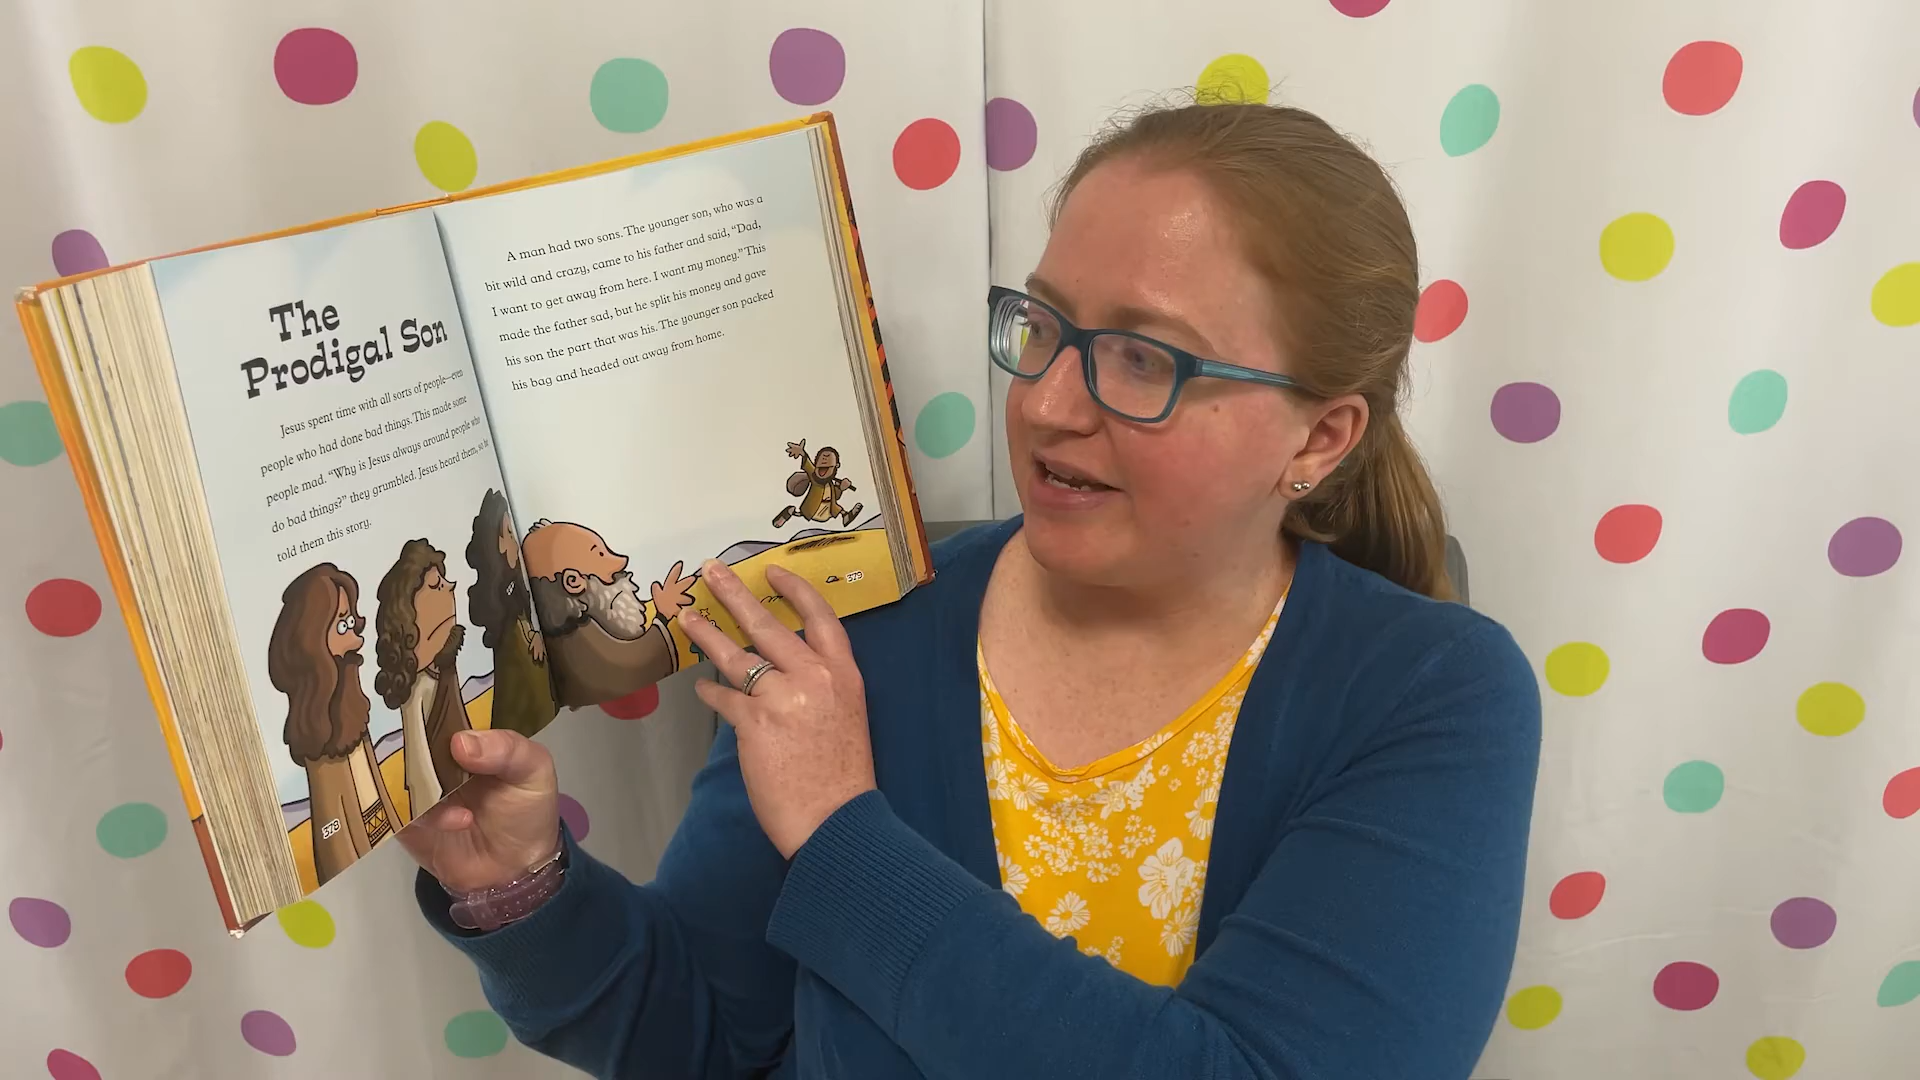 The
Prodigal Son
Jesus spent time with all sorts of people—even
people who had done bad things. This made some
people mad. "Why is Jesus always around people who
do bad things?" they grumbled. Jesus heard them, so he
told them this story.
378
A man had two sons. The younger son, who was a
bit wild and crazy, came to his father and said, "Dad,
I want to get away from here. I want my money." This
made the father sad, but he split his money and gave
his son the part that was his. The younger son packed
his bag and headed out away from home.
379